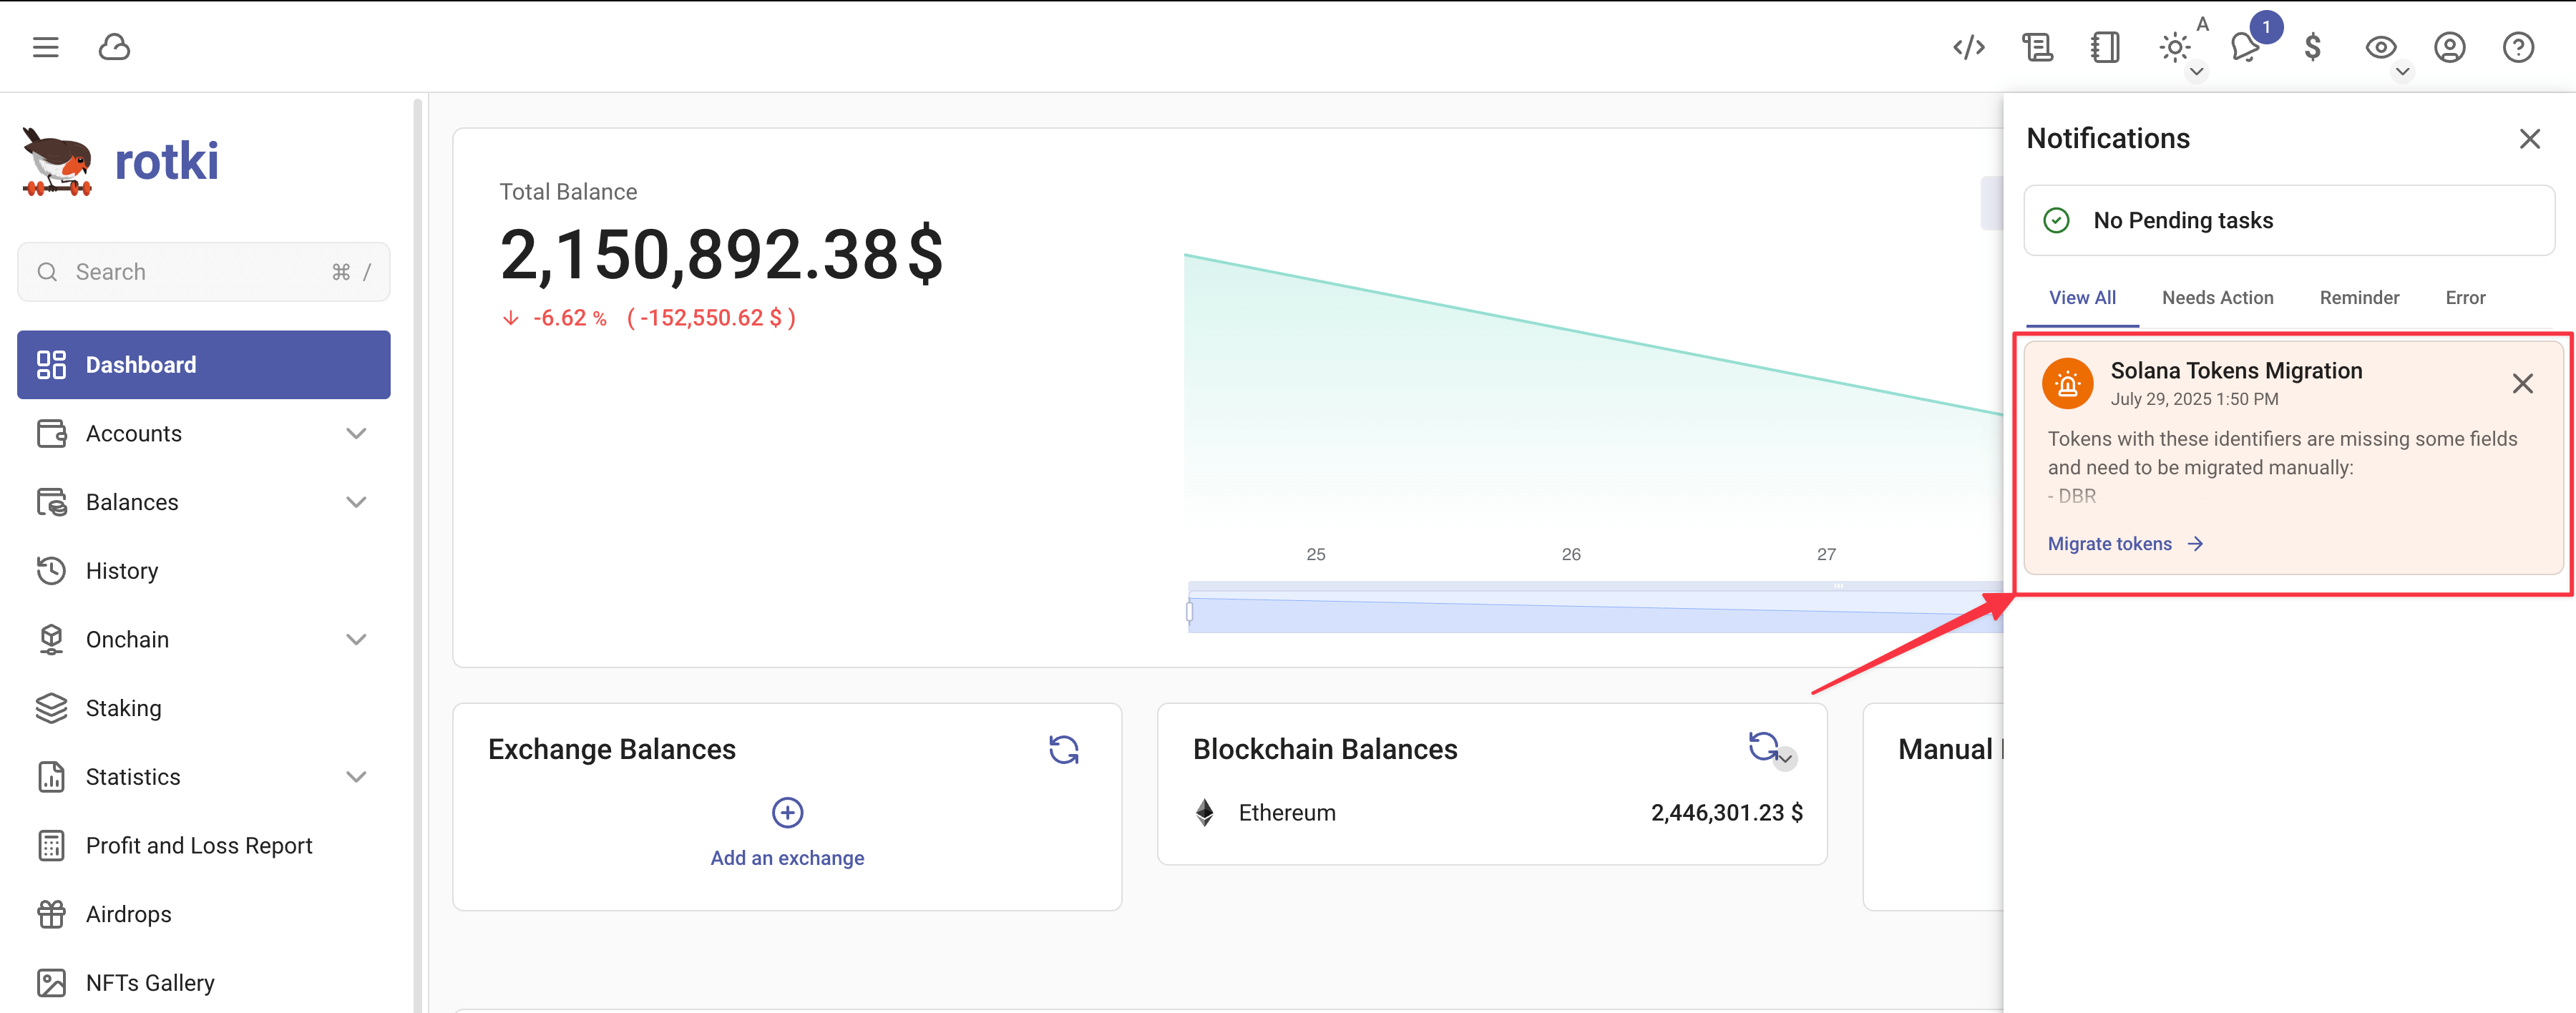 A
1
rotki
Search
⌘ /
Dashboard
Accounts
Balances
History
Onchain
Staking
Statistics
Profit and Loss Report
Airdrops
NFTs Gallery
Total Balance
2,150,892.38 $
-6.62 % ( -152,550.62 $ )
25 26 27
Exchange Balances
Add an exchange
Blockchain Balances
Ethereum 2,446,301.23 $
Manual
Notifications
No Pending tasks
View All Needs Action Reminder Error
Solana Tokens Migration
July 29, 2025 1:50 PM
Tokens with these identifiers are missing some fields
and need to be migrated manually:
- DBR
Migrate tokens